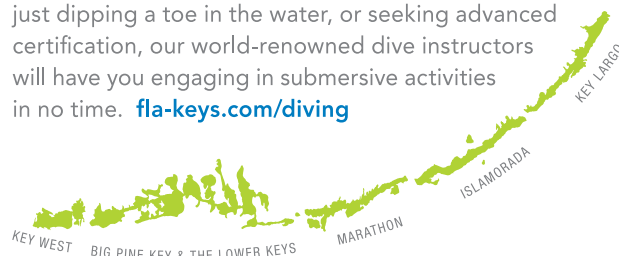 just dipping a toe in the water, or seeking advanced
certification, our world-renowned dive instructors
will have you engaging in submersive activities
in no time. fla-keys.com/diving
KEY LARGO
ISLAMORADA
MARATHON
KEY WEST
BIG PINE KEY & THE LOWER KEYS